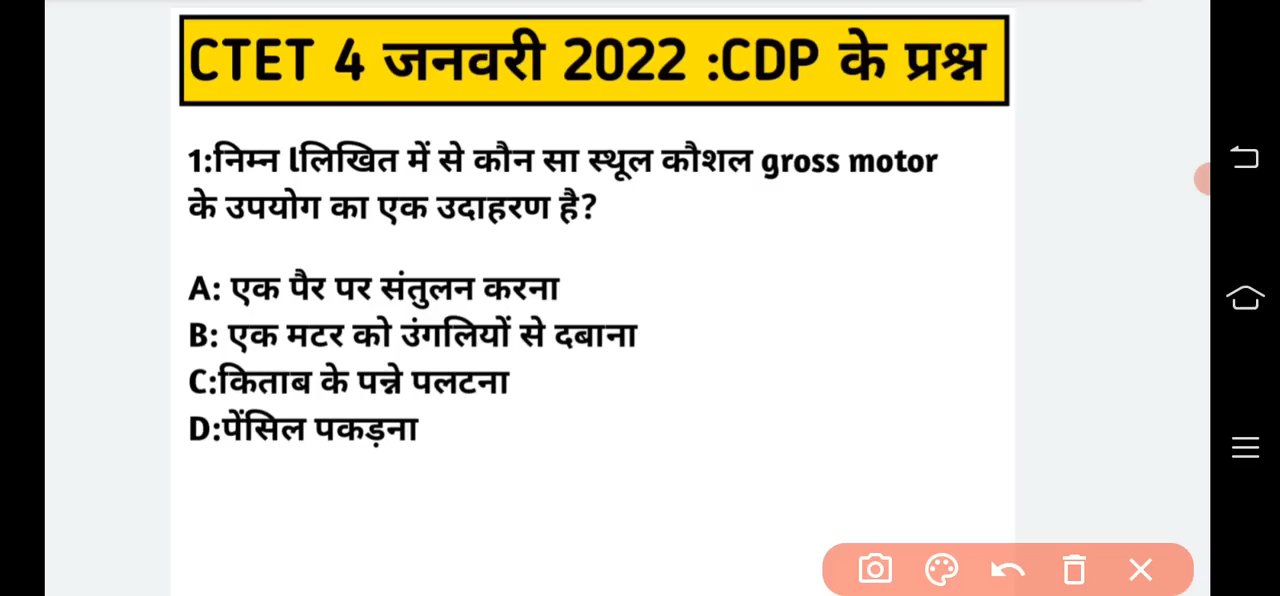 CTET 4 जनवरी 2022 :CDP के प्रश्न
1:निम्न lलिखित में से कौन सा स्थूल कौशल gross motor
के उपयोग का एक उदाहरण है?
A: एक पैर पर संतुलन करना
B: एक मटर को उंगलियों से दबाना
C:किताब के पन्ने पलटना
D:पेंसिल पकड़ना